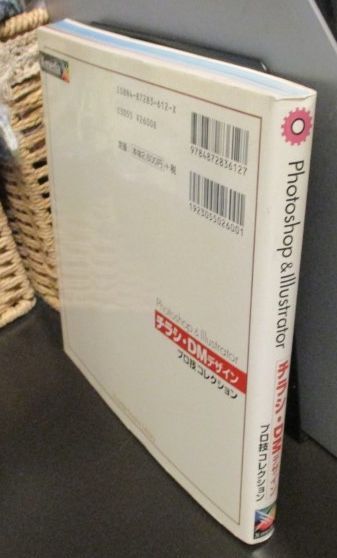 ISBN4-87283-612-X
C3055 ¥2600E
定価 本体2,600円+税
9784872836127
1923055026001
Photoshop & Illustrator
チラシ・DMデザイン
プロ技コレクション
Photoshop & Illustrator
チラシ・DMデザイン
プロ技コレクション